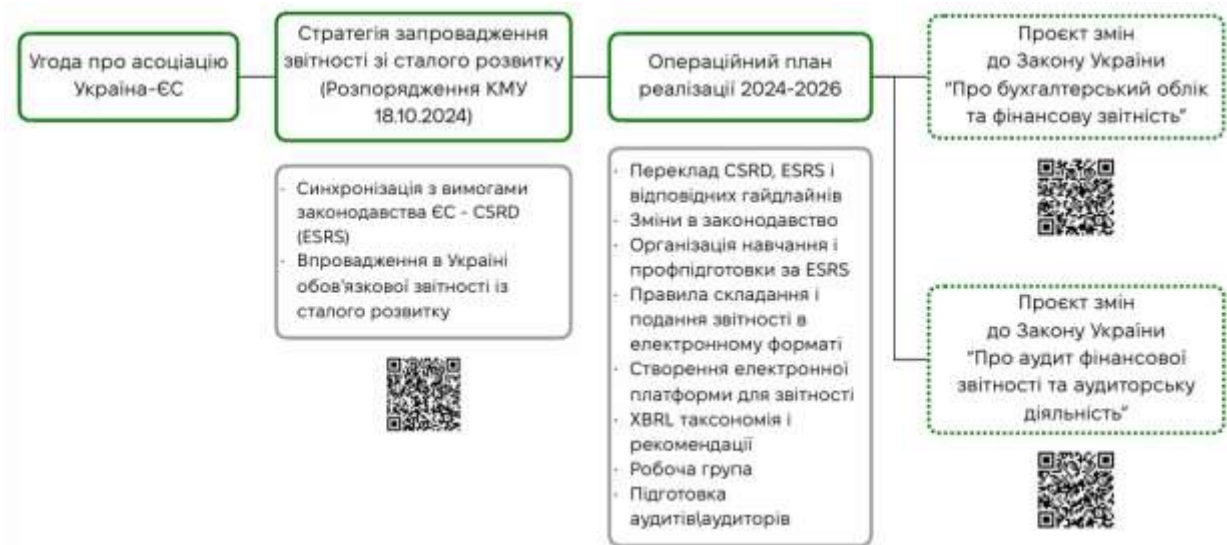 Угода про асоціацію
Україна-ЄС
Стратегія запровадження
звітності зі сталого розвитку
(Розпорядження КМУ
18.10.2024)
· Синхронізація з вимогами
законодавства ЄС - CSRD
(ESRS)
· Впровадження в Україні
обов'язкової звітності із
сталого розвитку
Операційний план
реалізації 2024-2026
· Переклад CSRD, ESRS і
відповідних гайдлайнів
· Зміни в законодавство
· Організація навчання і
профпідготовки за ESRS
· Правила складання і
подання звітності в
електронному форматі
· Створення електронної
платформи для звітності
· XBRL таксономія і
рекомендації
· Робоча група
· Підготовка
аудитів\аудиторів
Проєкт змін
до Закону України
"Про бухгалтерський облік
та фінансову звітність"
Проєкт змін
до Закону України
"Про аудит фінансової
звітності та аудиторську
діяльність"